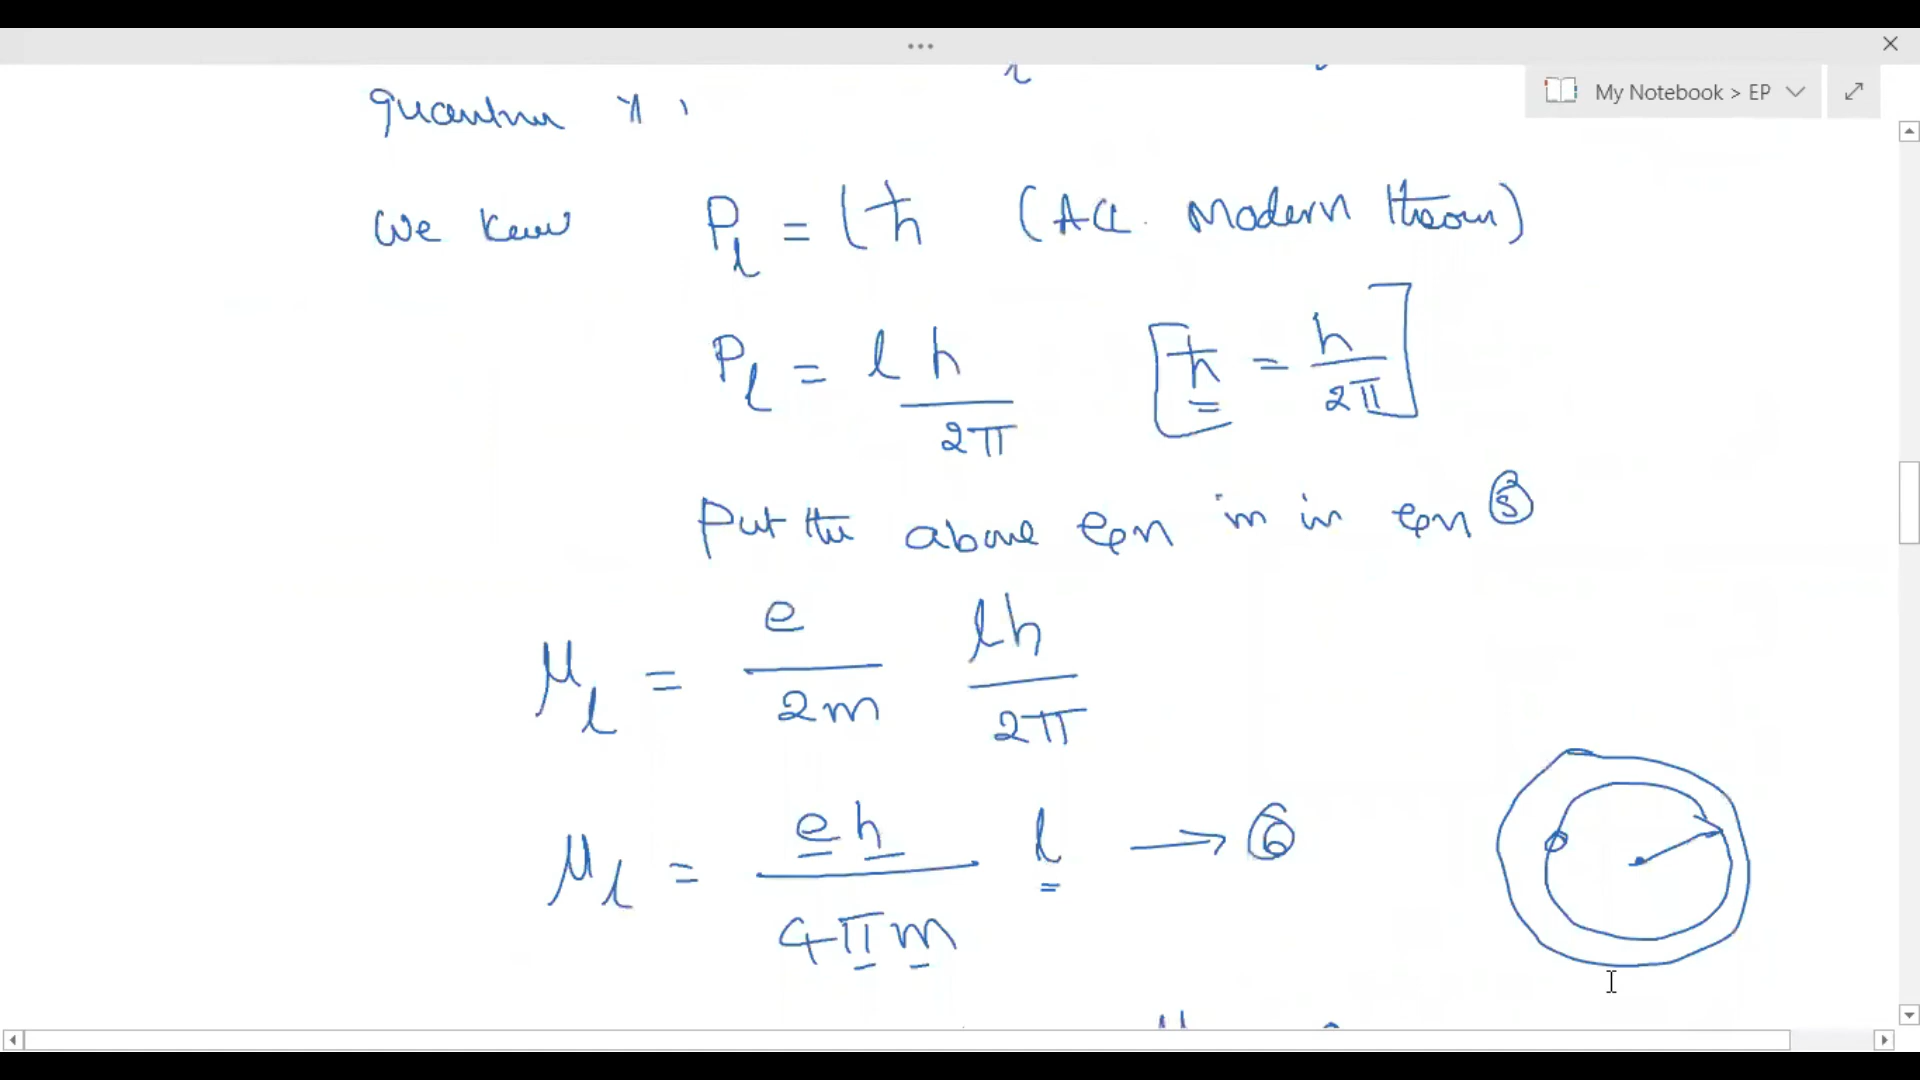 My Notebook > EP
quantum
We know P_l = lħ (Acc. Modern theory)
P_l = l h / 2π [ħ = h / 2π]
Put the above eqn in in eqn ⑤
μ_l = e / 2m lh / 2π
μ_l = eh / 4πm l → ⑥